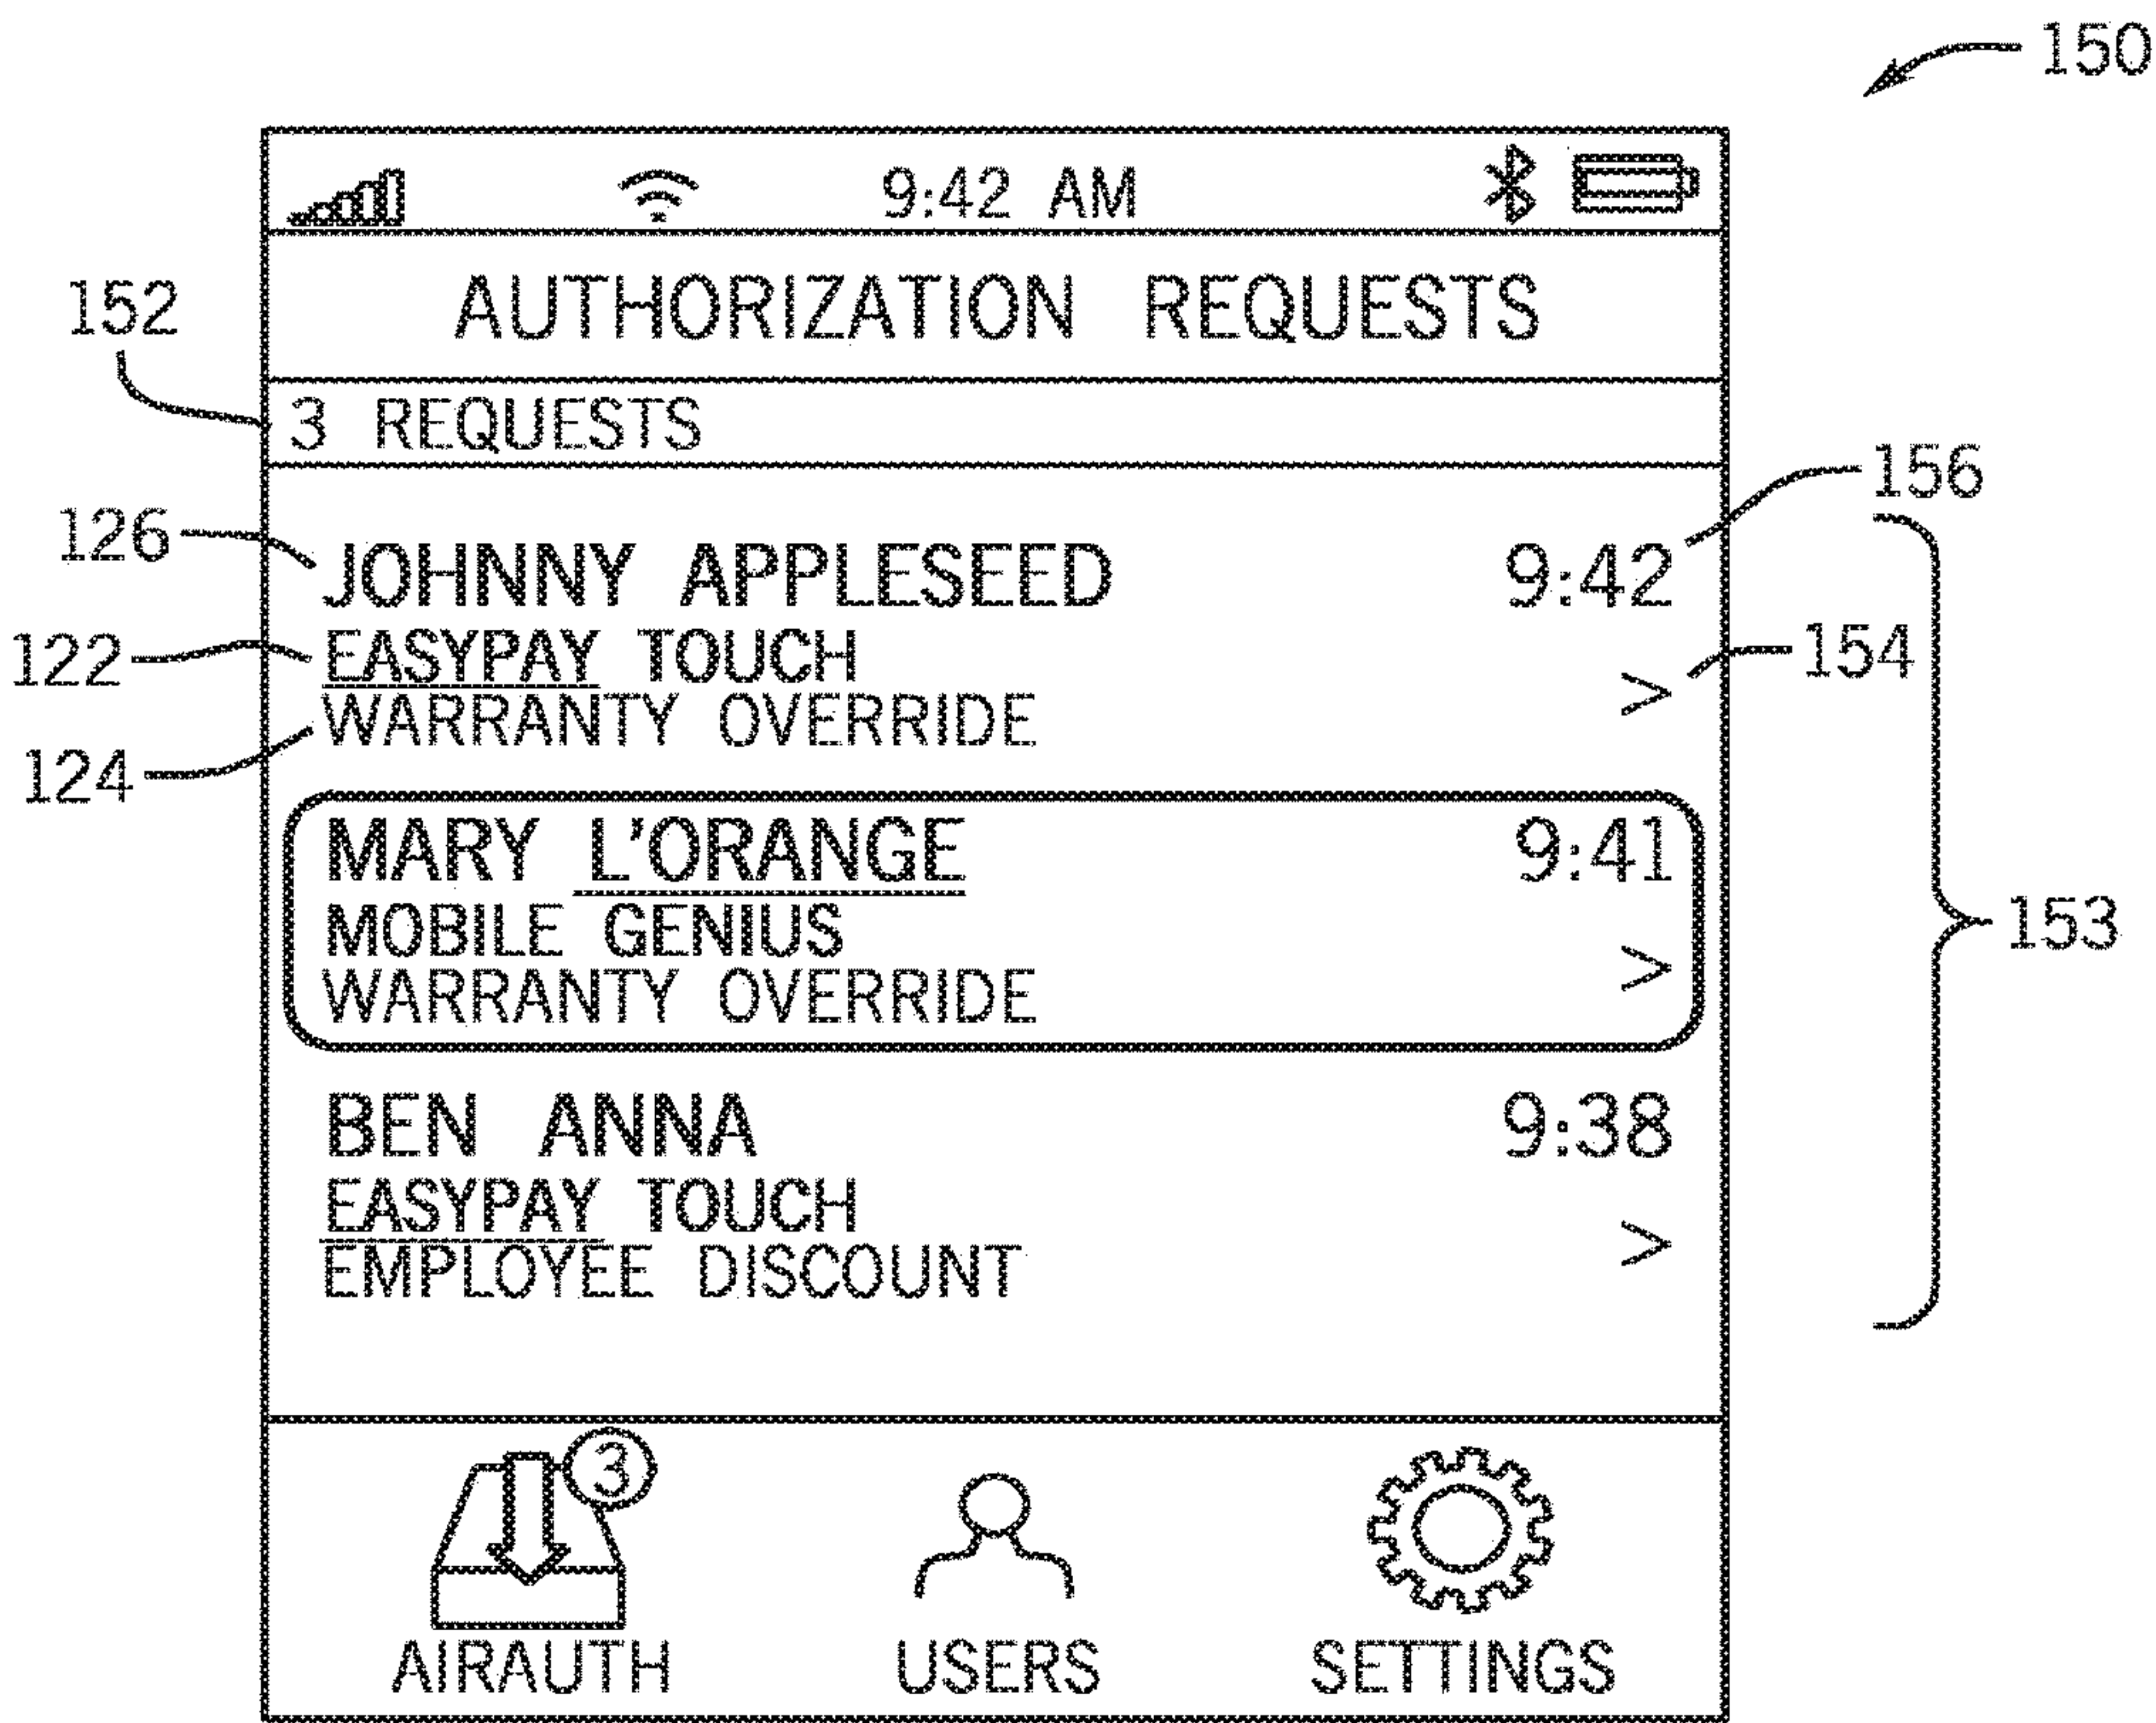 150
9:42 AM
AUTHORIZATION REQUESTS
152
3 REQUESTS
156
126
JOHNNY APPLESEED 9:42
122
EASYPAY TOUCH
154
>
WARRANTY OVERRIDE
124
MARY L'ORANGE 9:41
MOBILE GENIUS
153
>
WARRANTY OVERRIDE
BEN ANNA 9:38
EASYPAY TOUCH
>
EMPLOYEE DISCOUNT
3
AIRAUTH USERS SETTINGS